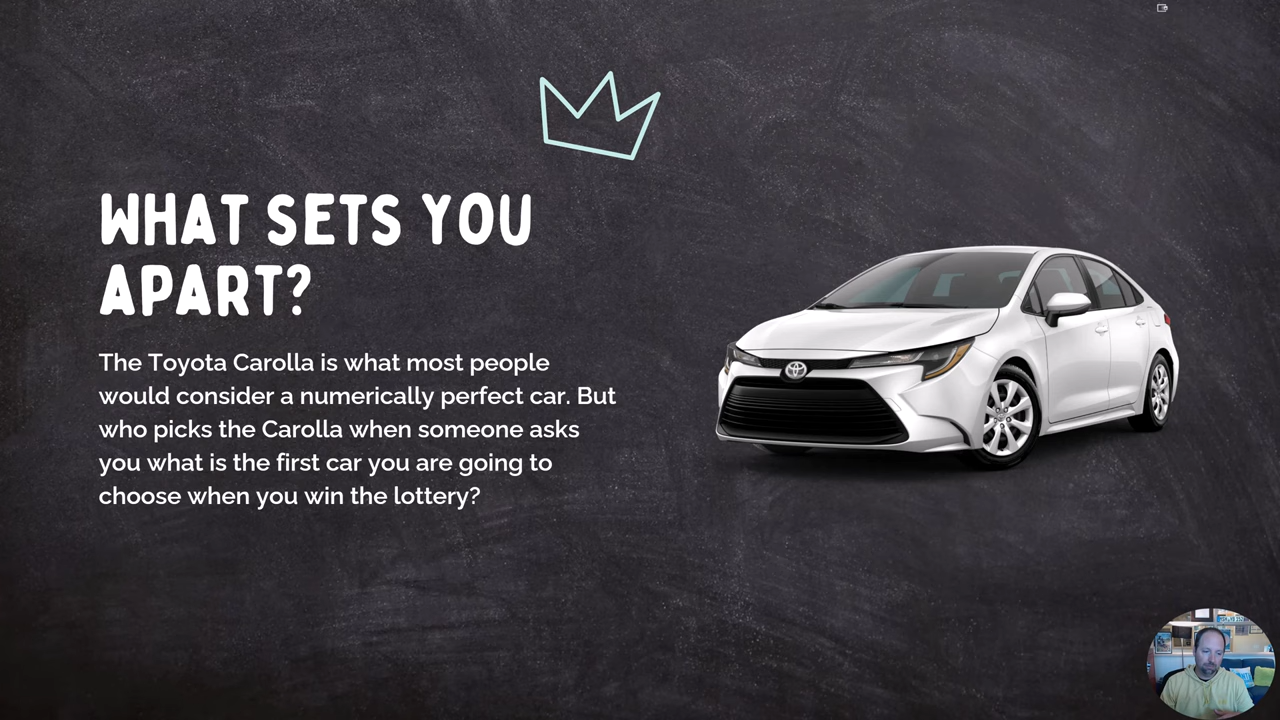 WHAT SETS YOU
APART?
The Toyota Carolla is what most people
would consider a numerically perfect car. But
who picks the Carolla when someone asks
you what is the first car you are going to
choose when you win the lottery?